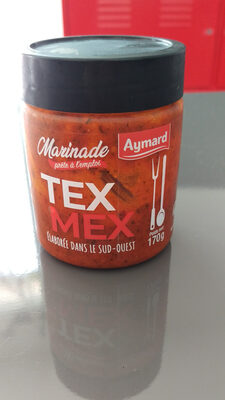 Marinade
prête à l'emploi
Aymard
TEX
MEX
ÉLABORÉE DANS LE SUD-OUEST
170g